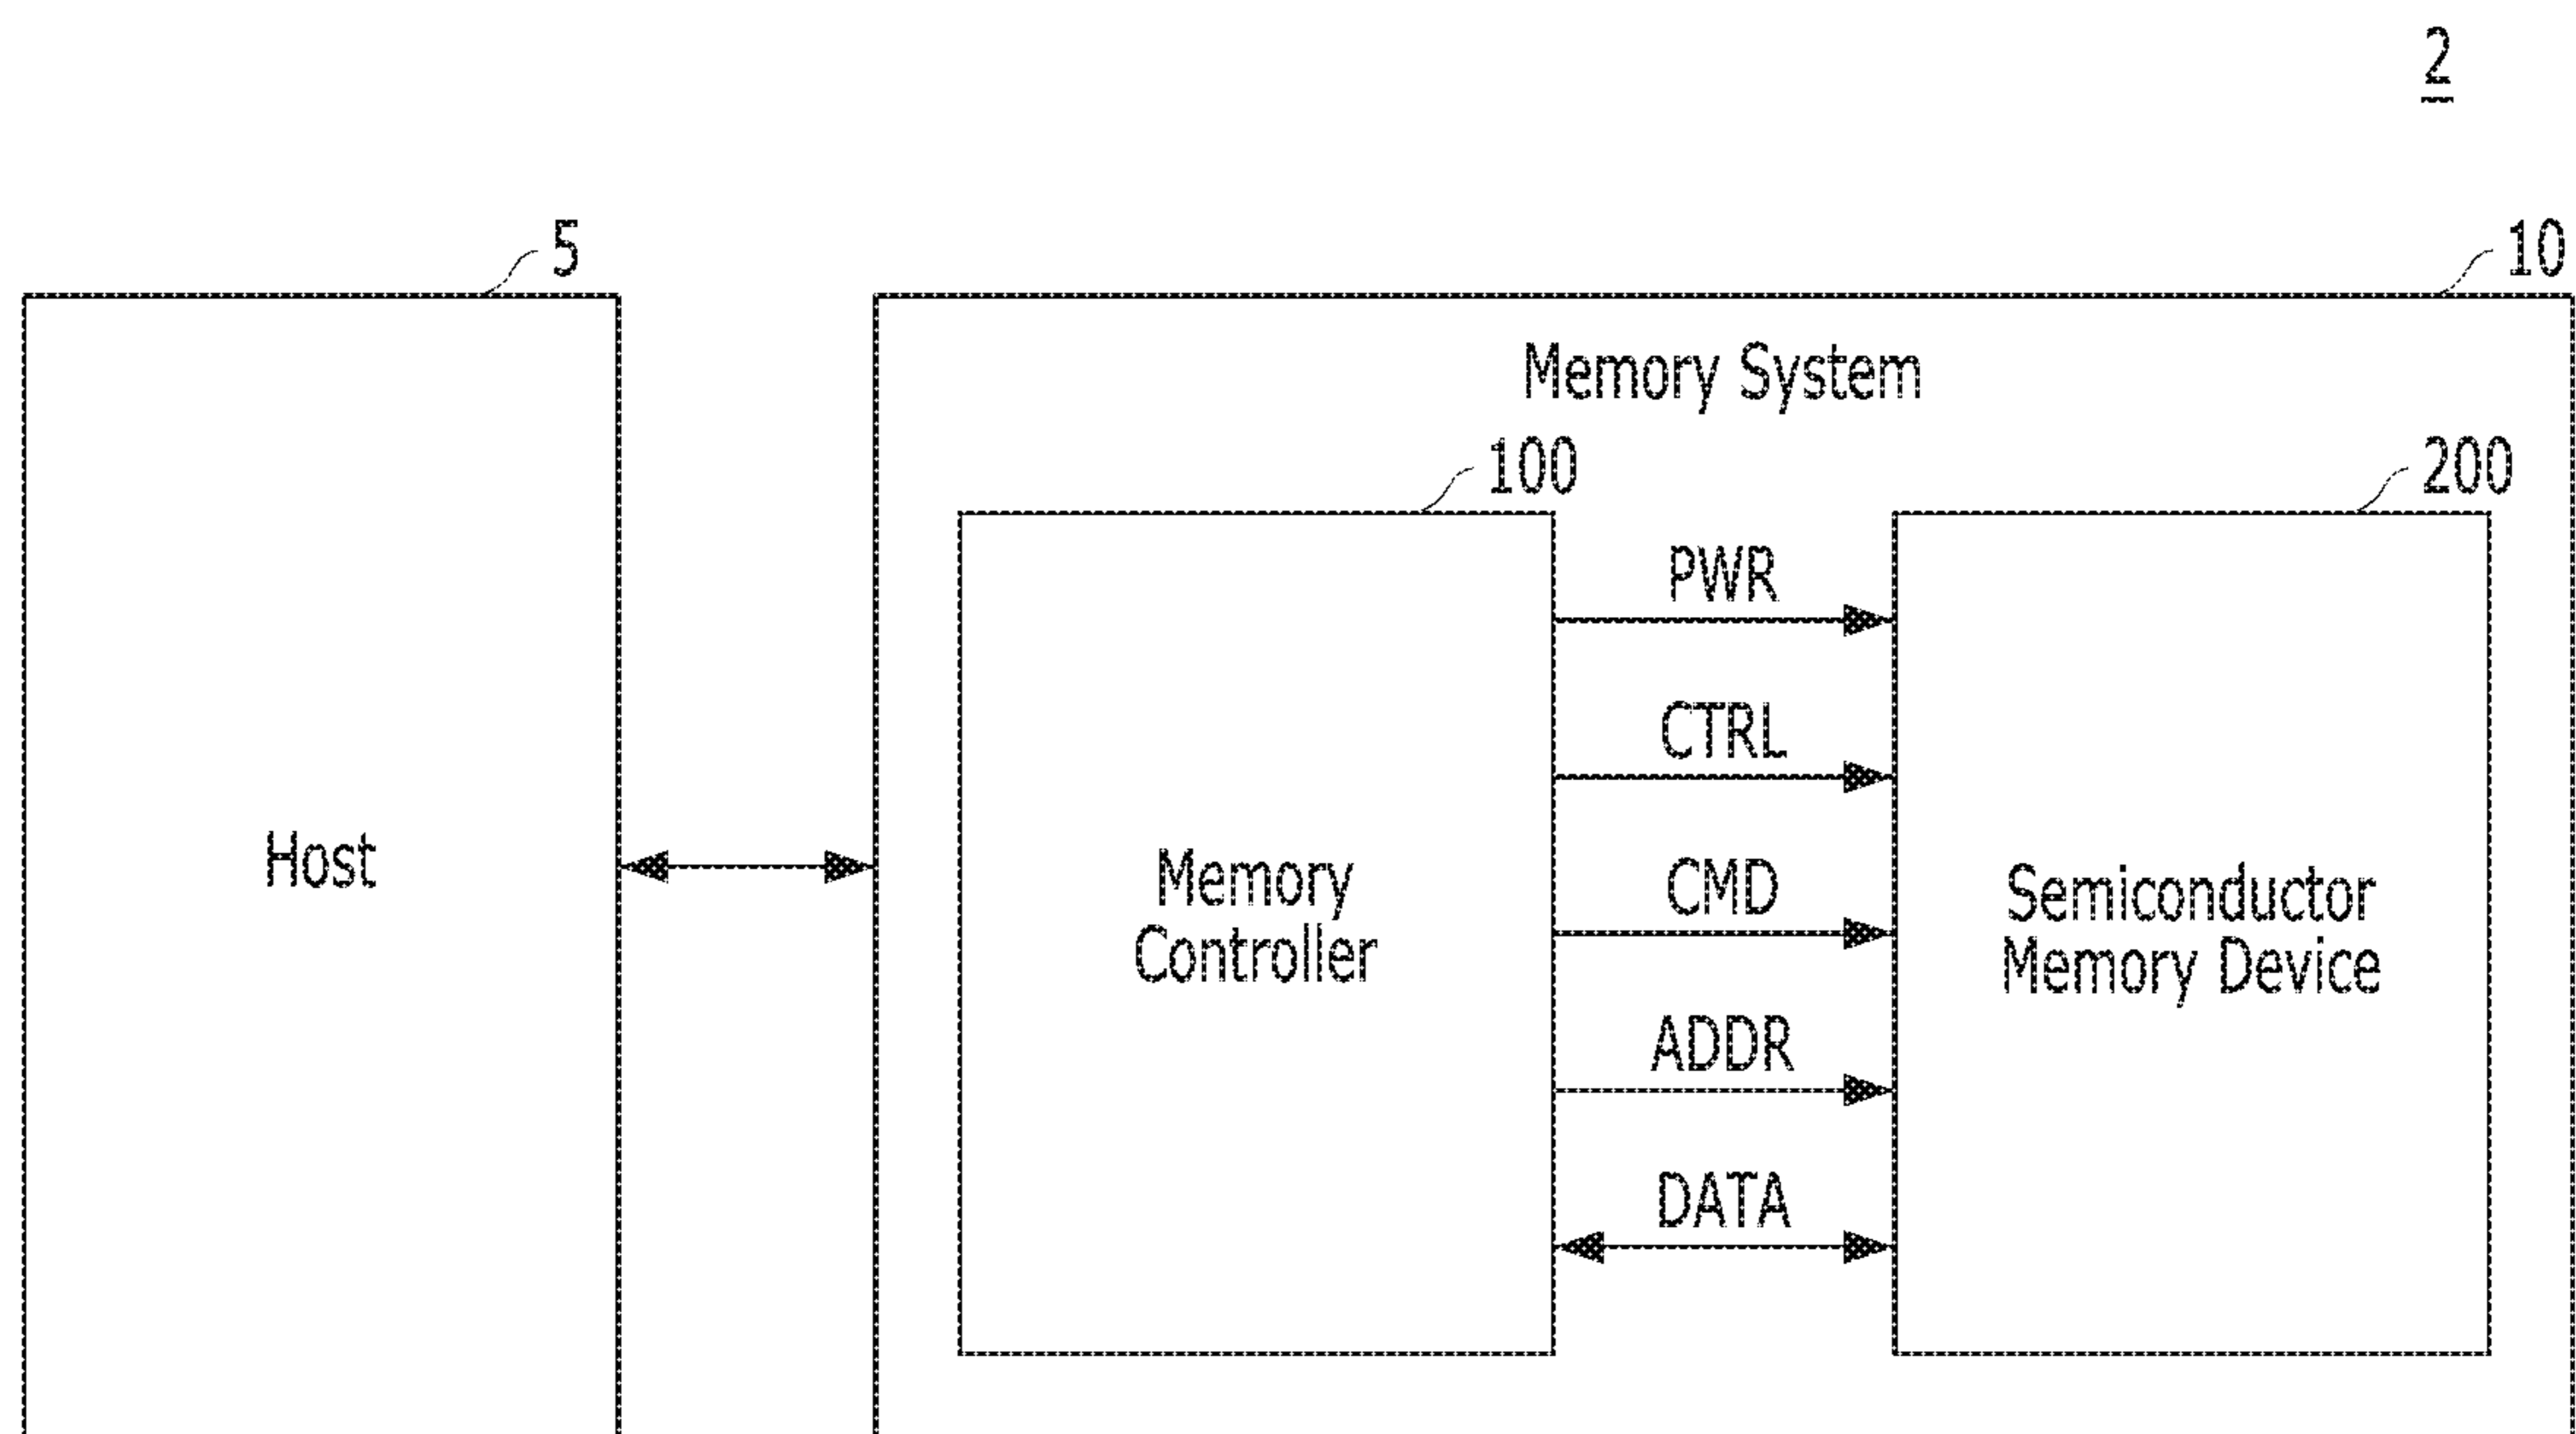 2
5
10
Memory System
100
200
PWR
CTRL
Host
Memory
Controller
CMD
Semiconductor
Memory Device
ADDR
DATA